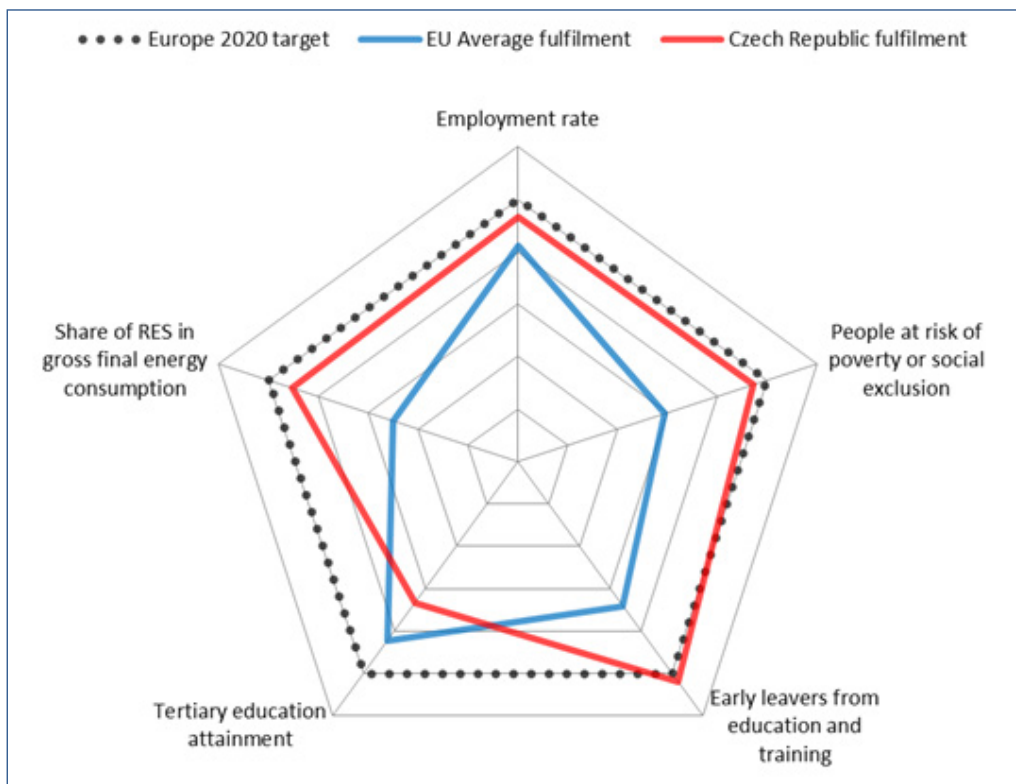 Europe 2020 target
EU Average fulfilment
Czech Republic fulfilment
Employment rate
Share of RES in
gross final energy
consumption
People at risk of
poverty or social
exclusion
Tertiary education
attainment
Early leavers from
education and
training